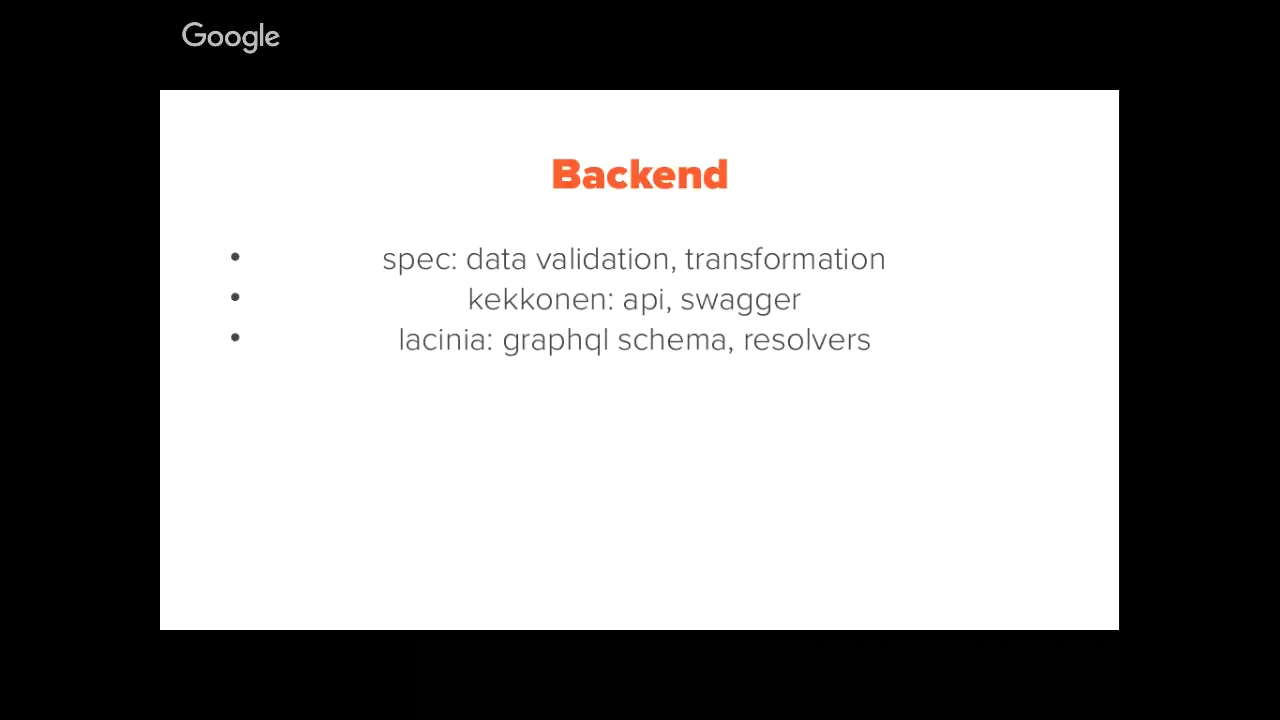 Google
Backend
• spec: data validation, transformation
• kekkonen: api, swagger
• lacinia: graphql schema, resolvers